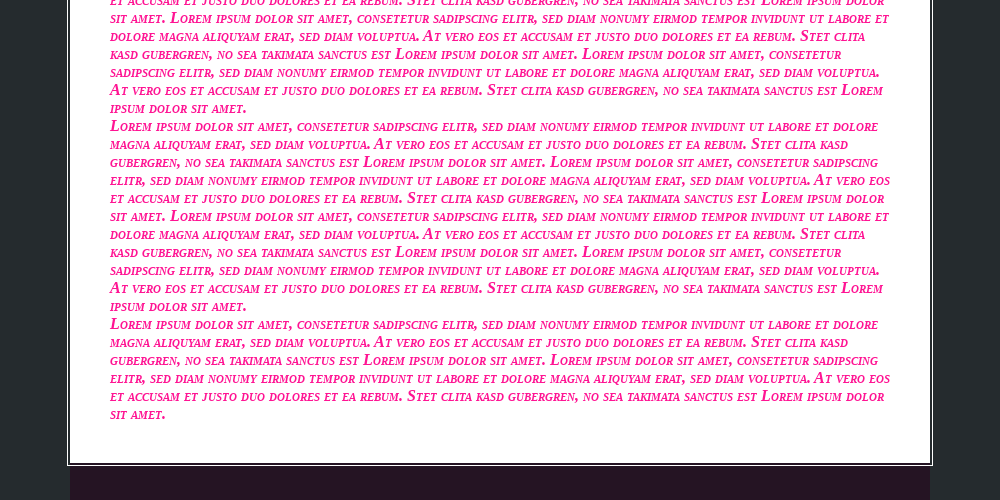 et accusam et justo duo dolores et ea rebum. Stet clita kasd gubergren, no sea takimata sanctus est Lorem ipsum dolor
sit amet. Lorem ipsum dolor sit amet, consetetur sadipscing elitr, sed diam nonumy eirmod tempor invidunt ut labore et
dolore magna aliquyam erat, sed diam voluptua. At vero eos et accusam et justo duo dolores et ea rebum. Stet clita
kasd gubergren, no sea takimata sanctus est Lorem ipsum dolor sit amet. Lorem ipsum dolor sit amet, consetetur
sadipscing elitr, sed diam nonumy eirmod tempor invidunt ut labore et dolore magna aliquyam erat, sed diam voluptua.
At vero eos et accusam et justo duo dolores et ea rebum. Stet clita kasd gubergren, no sea takimata sanctus est Lorem
ipsum dolor sit amet.
Lorem ipsum dolor sit amet, consetetur sadipscing elitr, sed diam nonumy eirmod tempor invidunt ut labore et dolore
magna aliquyam erat, sed diam voluptua. At vero eos et accusam et justo duo dolores et ea rebum. Stet clita kasd
gubergren, no sea takimata sanctus est Lorem ipsum dolor sit amet. Lorem ipsum dolor sit amet, consetetur sadipscing
elitr, sed diam nonumy eirmod tempor invidunt ut labore et dolore magna aliquyam erat, sed diam voluptua. At vero eos
et accusam et justo duo dolores et ea rebum. Stet clita kasd gubergren, no sea takimata sanctus est Lorem ipsum dolor
sit amet. Lorem ipsum dolor sit amet, consetetur sadipscing elitr, sed diam nonumy eirmod tempor invidunt ut labore et
dolore magna aliquyam erat, sed diam voluptua. At vero eos et accusam et justo duo dolores et ea rebum. Stet clita
kasd gubergren, no sea takimata sanctus est Lorem ipsum dolor sit amet. Lorem ipsum dolor sit amet, consetetur
sadipscing elitr, sed diam nonumy eirmod tempor invidunt ut labore et dolore magna aliquyam erat, sed diam voluptua.
At vero eos et accusam et justo duo dolores et ea rebum. Stet clita kasd gubergren, no sea takimata sanctus est Lorem
ipsum dolor sit amet.
Lorem ipsum dolor sit amet, consetetur sadipscing elitr, sed diam nonumy eirmod tempor invidunt ut labore et dolore
magna aliquyam erat, sed diam voluptua. At vero eos et accusam et justo duo dolores et ea rebum. Stet clita kasd
gubergren, no sea takimata sanctus est Lorem ipsum dolor sit amet. Lorem ipsum dolor sit amet, consetetur sadipscing
elitr, sed diam nonumy eirmod tempor invidunt ut labore et dolore magna aliquyam erat, sed diam voluptua. At vero eos
et accusam et justo duo dolores et ea rebum. Stet clita kasd gubergren, no sea takimata sanctus est Lorem ipsum dolor
sit amet.